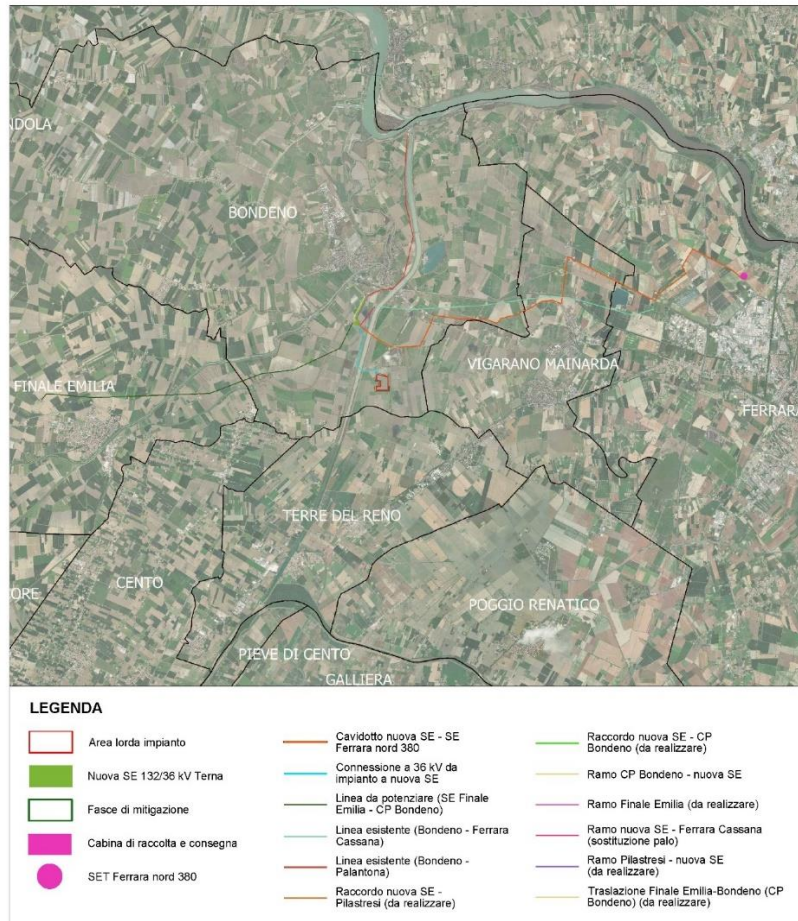 NDOLA
BONDENO
VIGARANO MAINARDA
FINALE EMILIA
FERRARA
TERRE DEL RENO
CENTO
TORE
POGGIO RENATICO
PIEVE DI CENTO
GALLIERA
LEGENDA
Area lorda impianto
Nuova SE 132/36 kV Terna
Fasce di mitigazione
Cabina di raccolta e consegna
SET Ferrara nord 380
Cavidotto nuova SE - SE
Ferrara nord 380
Connessione a 36 kV da
impianto a nuova SE
Linea da potenziare (SE Finale
Emilia - CP Bondeno)
Linea esistente (Bondeno - Ferrara
Cassana)
Linea esistente (Bondeno -
Palantona)
Raccordo nuova SE -
Pilastresi (da realizzare)
Raccordo nuova SE - CP
Bondeno (da realizzare)
Ramo CP Bondeno - nuova SE
Ramo Finale Emilia (da realizzare)
Ramo nuova SE - Ferrara Cassana
(sostituzione palo)
Ramo Pilastresi - nuova SE
(da realizzare)
Traslazione Finale Emilia-Bondeno (CP
Bondeno) (da realizzare)